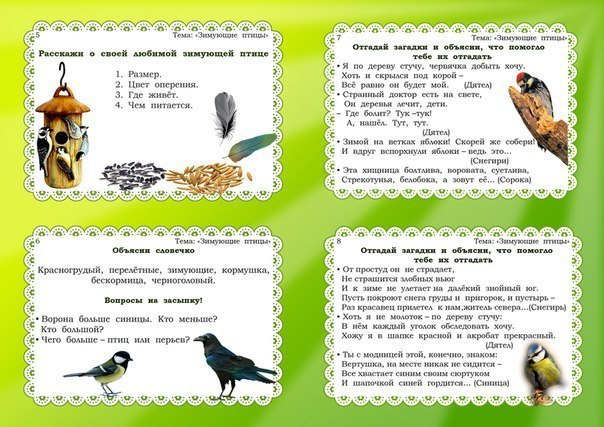 5
Тема: «Зимующие птицы»
Расскажи о своей любимой зимующей птице
1. Размер.
2. Цвет оперения.
3. Где живёт.
4. Чем питается.
7
Тема: «Зимующие птицы»
Отгадай загадки и объясни, что помогло
тебе их отгадать
• Я по дереву стучу, червячка добыть хочу.
Хоть и скрылся под корой –
Всё равно он будет мой. (Дятел)
• Странный доктор есть на свете,
Он деревья лечит, дети.
– Где болит? Тук –тук!
А, нашёл. Тут, тут.
(Дятел)
• Зимой на ветках яблоки! Скорей же собери!
И вдруг вспорхнули яблоки – ведь это...
(Снегири)
• Эта хищница болтлива, воровата, суетлива,
Стрекотунья, белобока, а зовут её... (Сорока)
6
Тема: «Зимующие птицы»
Объясни словечко
Красногрудый, перелётные, зимующие, кормушка,
бескормица, черноголовый.
Вопросы на засыпку!
• Ворона больше синицы. Кто меньше?
Кто большой?
• Чего больше – птиц или перьев?
8
Тема: «Зимующие птицы»
Отгадай загадки и объясни, что помогло
тебе их отгадать
• От простуд он не страдает,
Не страшится злобных вьюг
И к зиме не улетает на далёкий знойный юг.
Пусть покроют снега груды и пригорок, и пустырь –
Раз красавец прилетел к нам,житель севера...(Снегирь)
• Хоть я не молоток – по дереву стучу:
В нём каждый уголок обследовать хочу.
Хожу я в шапке красной и акробат прекрасный.
(Дятел)
• Ты с модницей этой, конечно, знаком:
Вертушка, на месте никак не сидится –
Все хвастает синим своим сюртуком
И шапочкой синей гордится... (Синица)